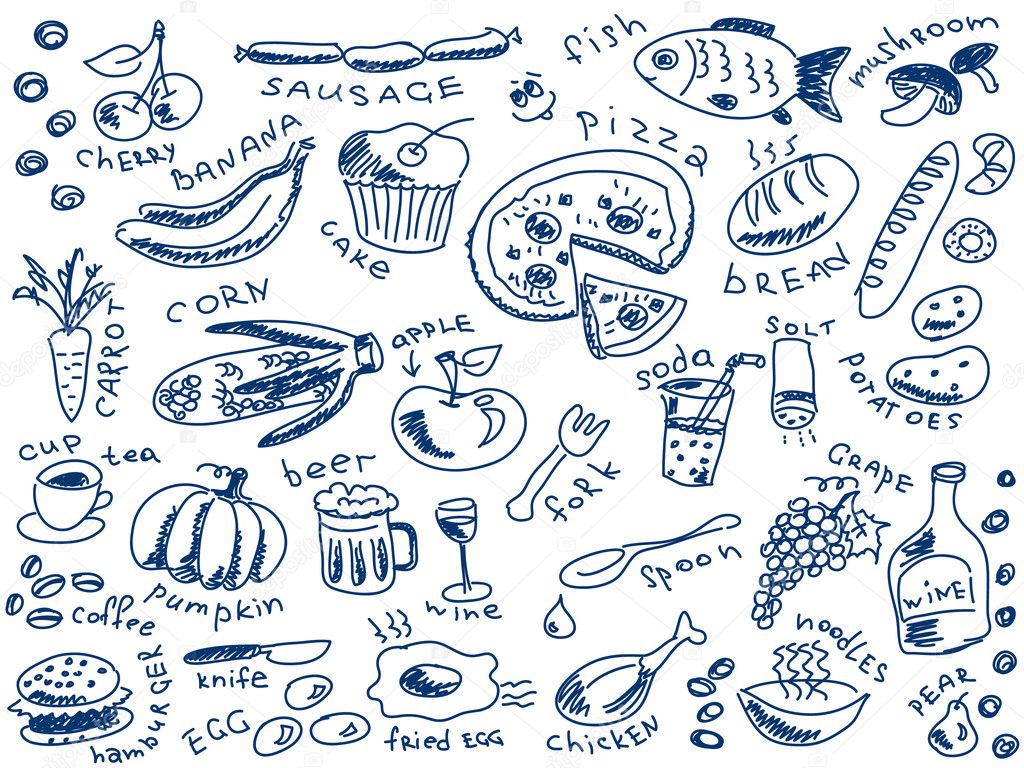 fish
mushroom
SAUSAGE
pizza
cherry
BANANA
CAKE
bREAD
CORN
CARROT
APPLE
SOLT
soda
POTATOES
cup
tea
beer
fork
GRAPE
spoon
WINE
coffee
pumpkin
wine
noodles
hamburger
knife
EGG
fried EGG
chicken
PEAR